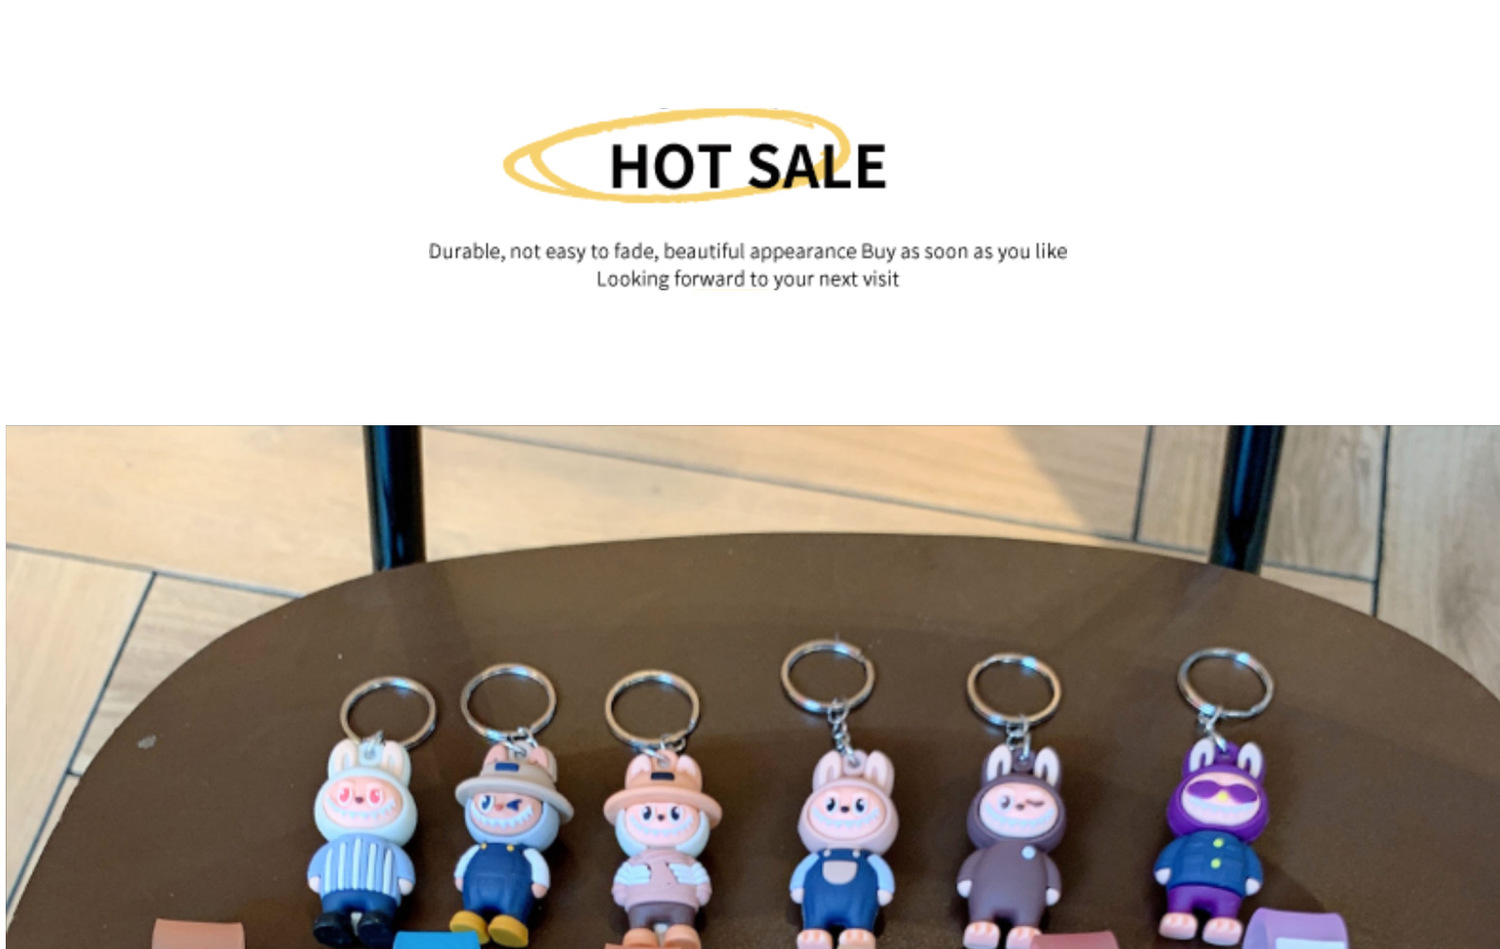 HOT SALE
Durable, not easy to fade, beautiful appearance Buy as soon as you like
Looking forward to your next visit